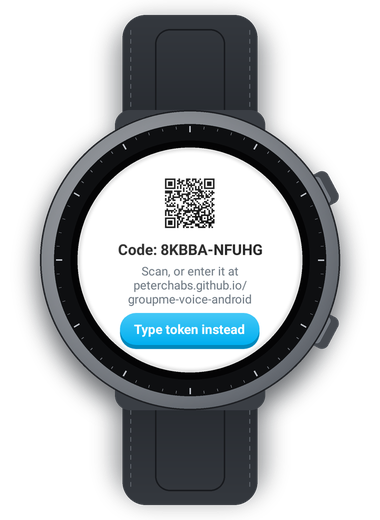 Code: 8KBBA-NFUHG
Scan, or enter it at
peterchabs.github.io/
groupme-voice-android
Type token instead